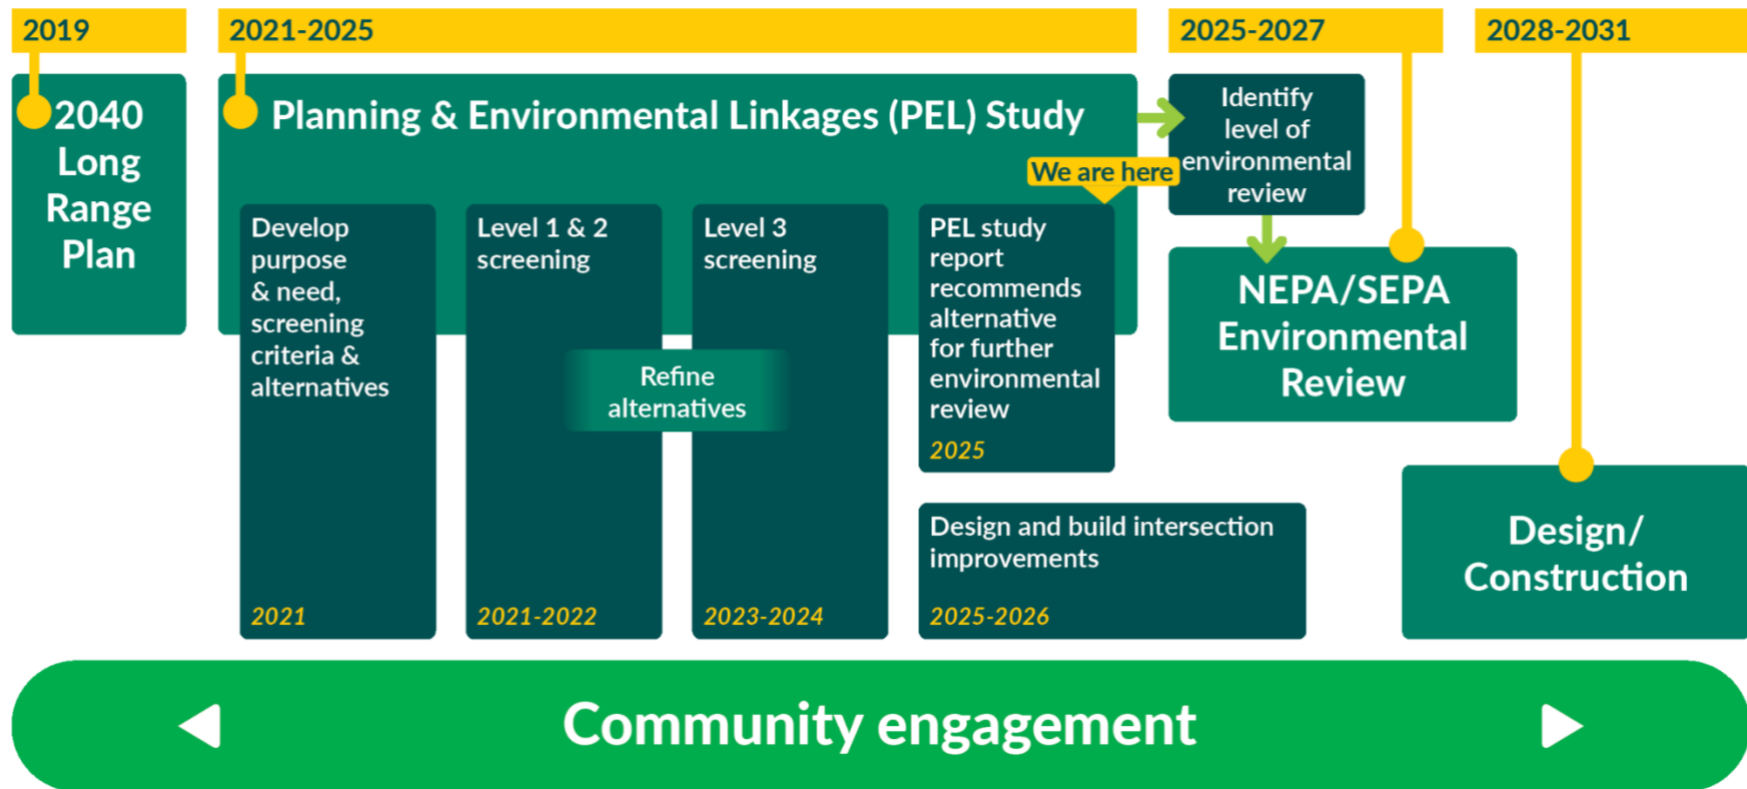 2019
2021-2025
2025-2027
2028-2031
2040
Long
Range
Plan
Planning & Environmental Linkages (PEL) Study
We are here
Develop
purpose
& need,
screening
criteria &
alternatives
2021
Level 1 & 2
screening
2021-2022
Refine
alternatives
Level 3
screening
2023-2024
PEL study
report
recommends
alternative
for further
environmental
review
2025
Design and build intersection
improvements
2025-2026
Identify
level of
environmental
review
NEPA/SEPA
Environmental
Review
Design/
Construction
Community engagement